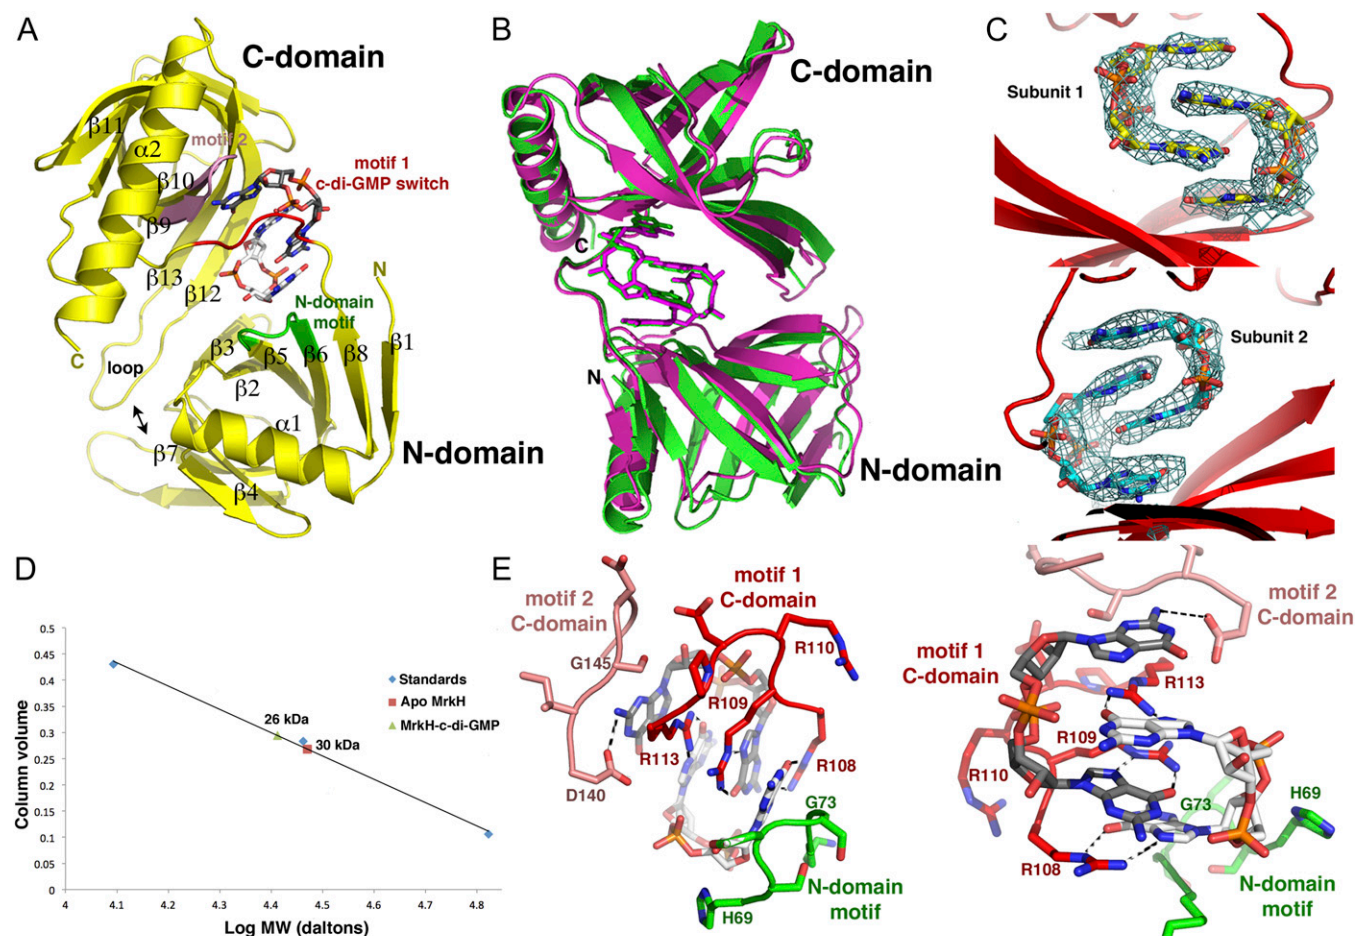 A
C-domain
β11
α2
motif 2
β10
motif 1
c-di-GMP switch
β9
β13
β12
N
N-domain
motif
C
β3
β5
β6
β8
β1
loop
β2
α1
β7
N-domain
β4
B
C-domain
C
N
N-domain
C
Subunit 1
Subunit 2
D
0.5
0.45
0.4
0.35
0.3
0.25
0.2
0.15
0.1
0.05
0
Column volume
26 kDa
30 kDa
Standards
Apo MrkH
MrkH-c-di-GMP
4
4.1
4.2
4.3
4.4
4.5
4.6
4.7
4.8
Log MW (daltons)
E
motif 2
C-domain
motif 1
C-domain
G145
R110
R109
R113
R108
D140
G73
H69
N-domain
motif
motif 2
C-domain
motif 1
C-domain
R113
R109
R110
G73
H69
R108
N-domain
motif